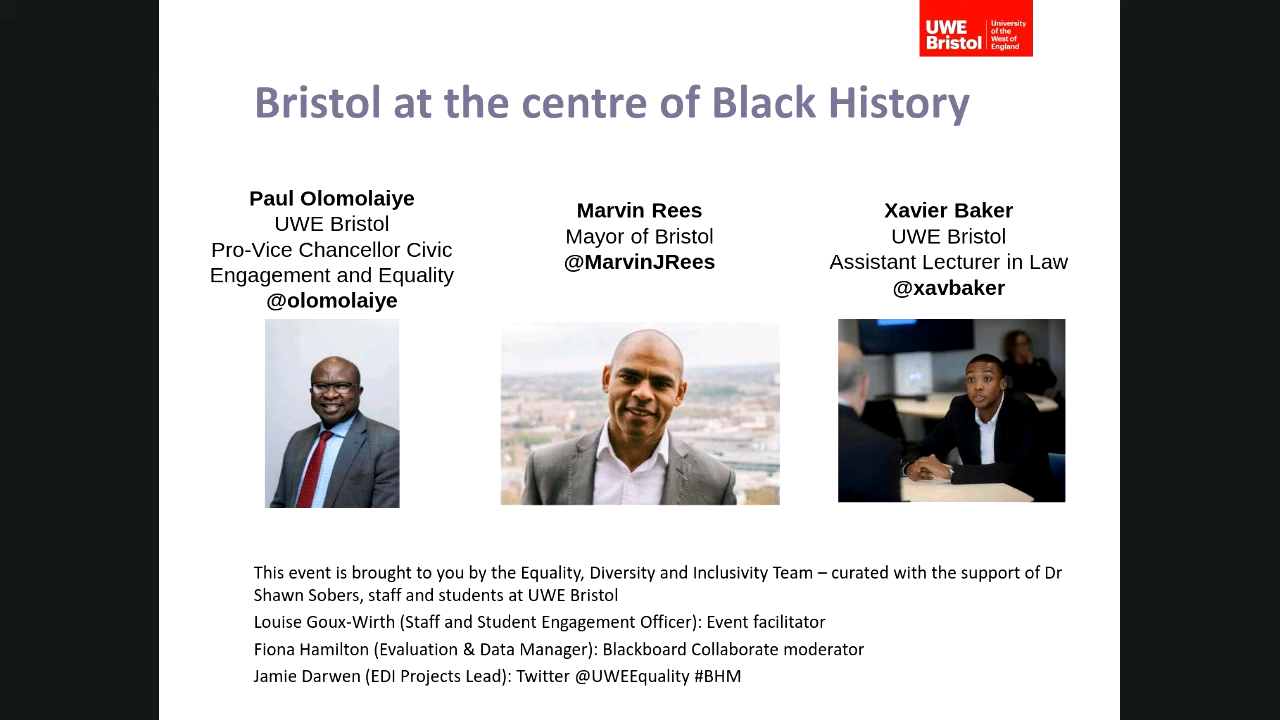 UWE
Bristol
University
of the
West of
England
Bristol at the centre of Black History
Paul Olomolaiye
UWE Bristol
Pro-Vice Chancellor Civic
Engagement and Equality
@olomolaiye
Marvin Rees
Mayor of Bristol
@MarvinJRees
Xavier Baker
UWE Bristol
Assistant Lecturer in Law
@xavbaker
This event is brought to you by the Equality, Diversity and Inclusivity Team – curated with the support of Dr
Shawn Sobers, staff and students at UWE Bristol
Louise Goux-Wirth (Staff and Student Engagement Officer): Event facilitator
Fiona Hamilton (Evaluation & Data Manager): Blackboard Collaborate moderator
Jamie Darwen (EDI Projects Lead): Twitter @UWEEquality #BHM